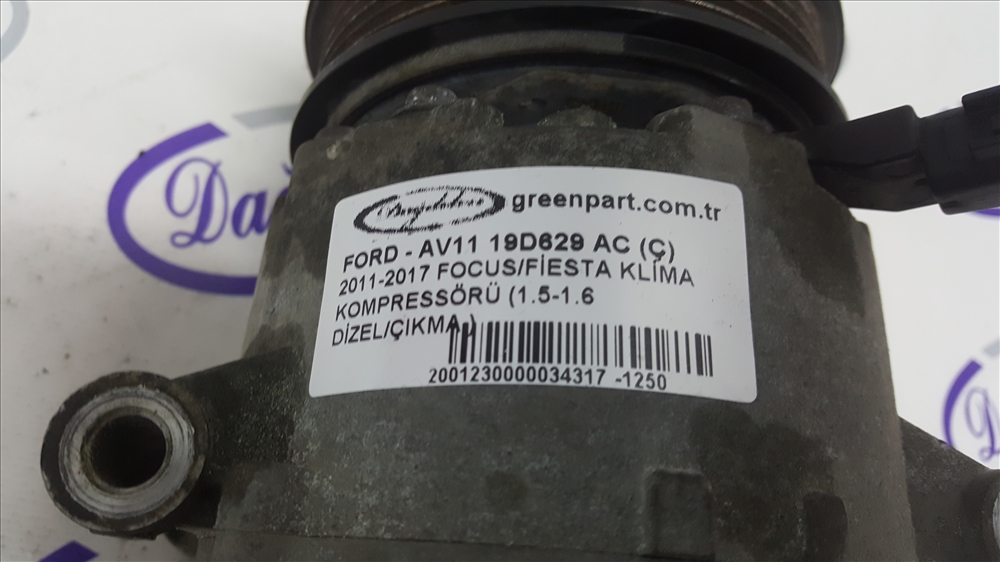 greenpart.com.tr
FORD - AV11 19D629 AC (Ç)
2011-2017 FOCUS/FİESTA KLİMA
KOMPRESSÖRÜ (1.5-1.6
DİZEL/ÇIKMA )
2001230000034317 -1250